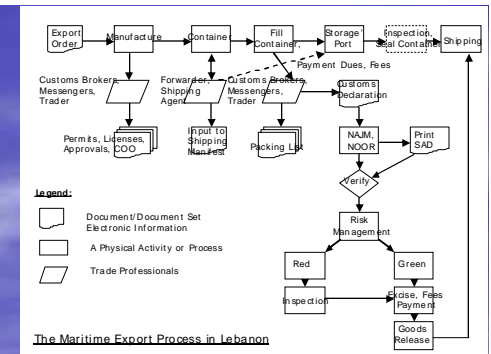 Export
Order
Manufacture
Container
Fill
Container,
Storage'
Port
Inspection,
Seal Container
Shipping
Payment Dues, Fees
Customs Brokers,
Messengers,
Trader
Forwarder,
Shipping
Agent
Customs Brokers,
Messengers,
Trader
Customs
Declaration
Permits, Licenses,
Approvals, COO
Input to
Shipping
Manifest
Packing List
NAJM,
NOOR
Print
SAD
Verify
Legend:
Document/Document Set
Electronic Information
A Physical Activity or Process
Trade Professionals
Risk
Management
Red
Green
Inspection
Excise, Fees
Payment
Goods
Release
The Maritime Export Process in Lebanon